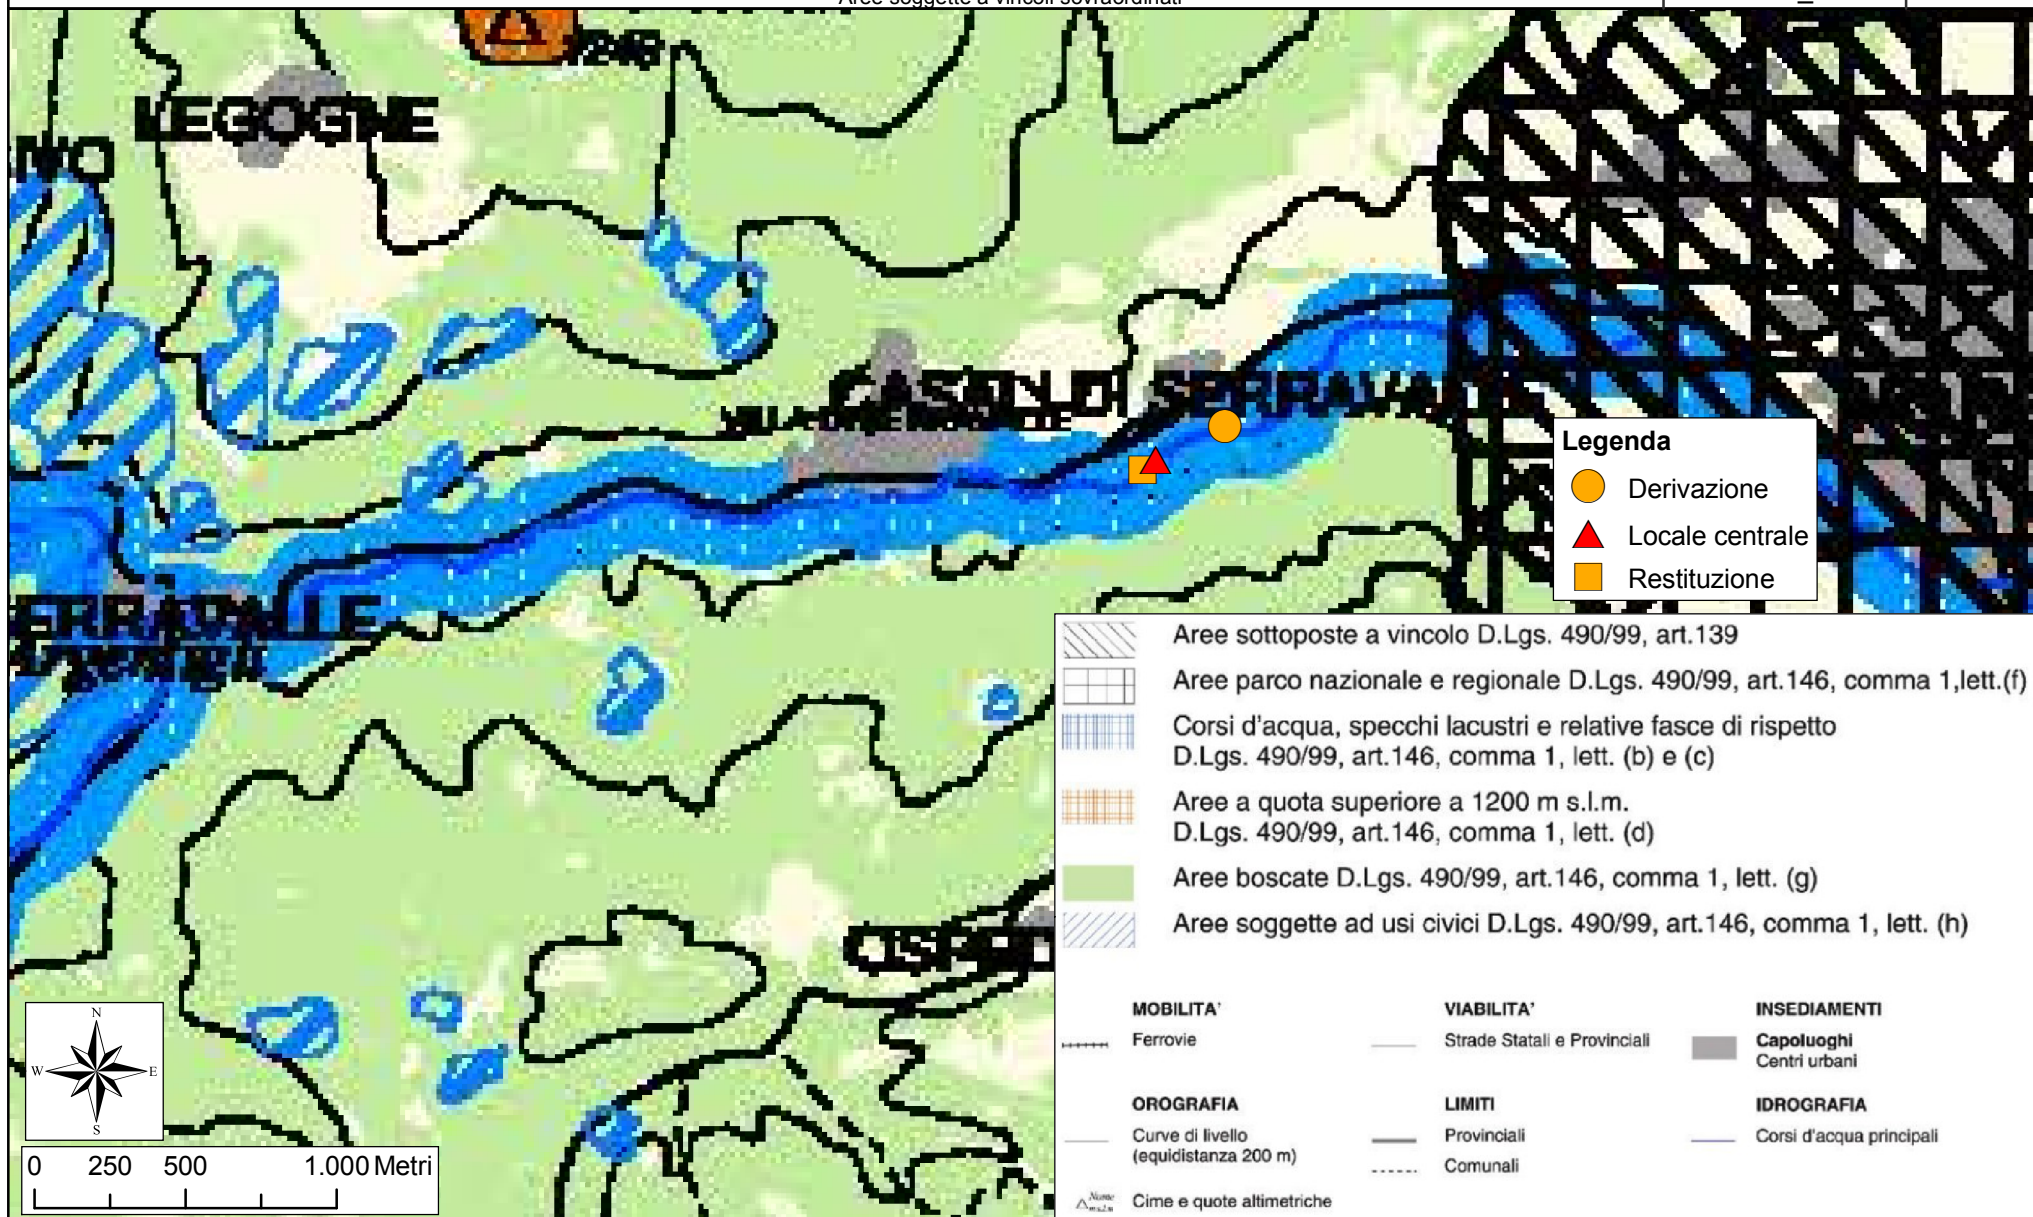 Aree soggette a vincoli sovraordinati
LEGOGNE
CASALI DI SERRAVALLE
Legenda
Derivazione
Locale centrale
Restituzione
Aree sottoposte a vincolo D.Lgs. 490/99, art.139
Aree parco nazionale e regionale D.Lgs. 490/99, art.146, comma 1,lett.(f)
Corsi d'acqua, specchi lacustri e relative fasce di rispetto
D.Lgs. 490/99, art.146, comma 1, lett. (b) e (c)
Aree a quota superiore a 1200 m s.l.m.
D.Lgs. 490/99, art.146, comma 1, lett. (d)
Aree boscate D.Lgs. 490/99, art.146, comma 1, lett. (g)
Aree soggette ad usi civici D.Lgs. 490/99, art.146, comma 1, lett. (h)
MOBILITA' VIABILITA' INSEDIAMENTI
Ferrovie Strade Statali e Provinciali Capoluoghi
Centri urbani
OROGRAFIA LIMITI IDROGRAFIA
Curve di livello Provinciali Corsi d'acqua principali
(equidistanza 200 m) Comunali
Nome
m s.l.m Cime e quote altimetriche
N
W E
S
0 250 500 1.000 Metri